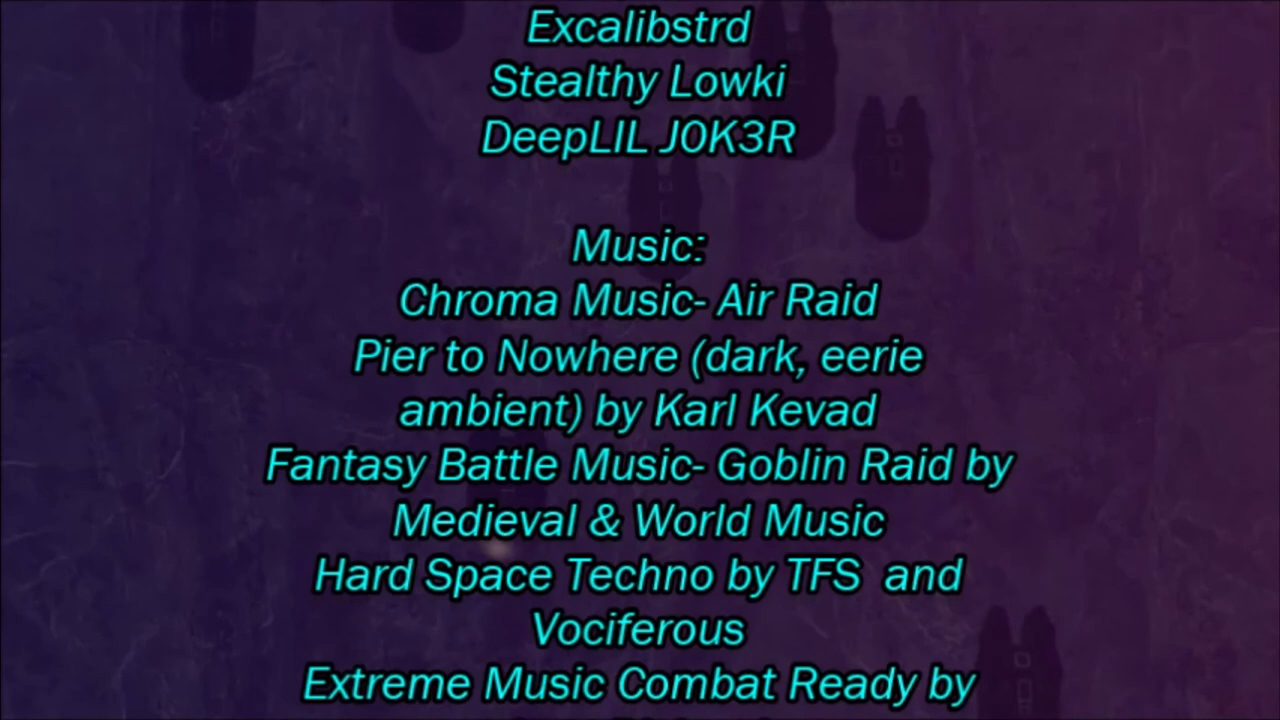 Excalibstrd
Stealthy Lowki
DeepLIL J0K3R
Music:
Chroma Music- Air Raid
Pier to Nowhere (dark, eerie
ambient) by Karl Kevad
Fantasy Battle Music- Goblin Raid by
Medieval & World Music
Hard Space Techno by TFS  and
Vociferous
Extreme Music Combat Ready by